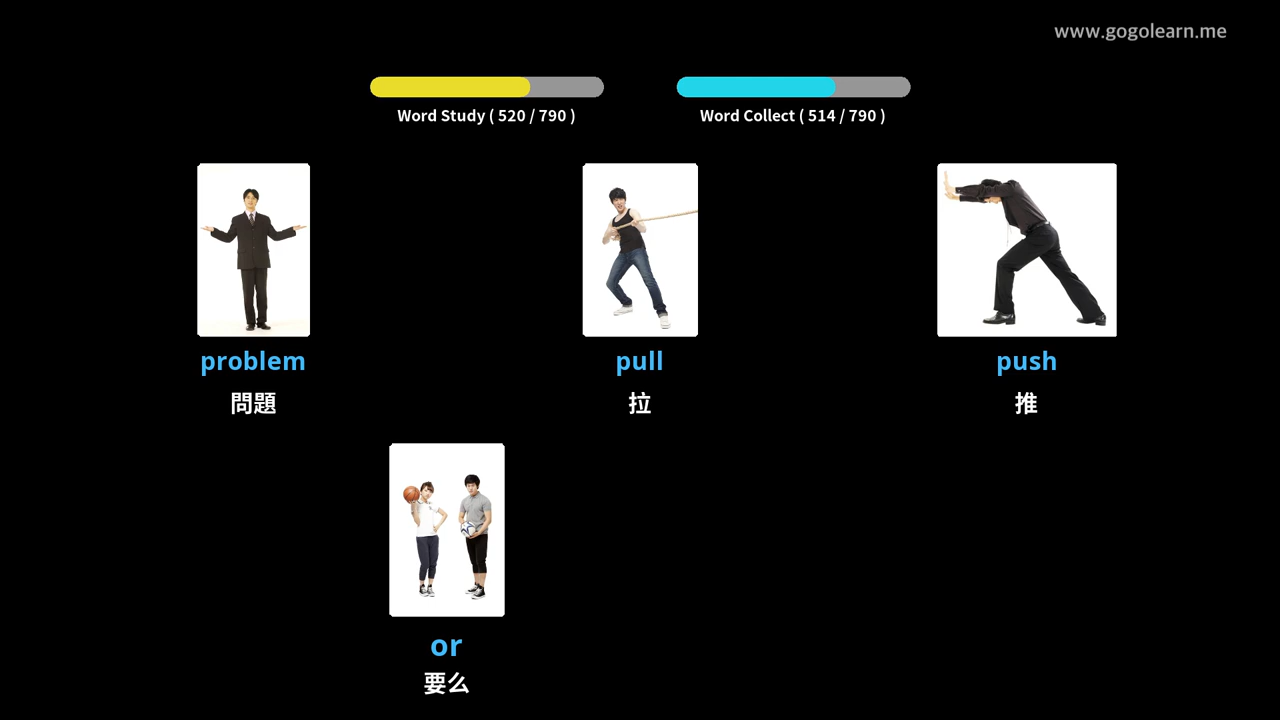 www.gogolearn.me
Word Study ( 520 / 790 )
Word Collect ( 514 / 790 )
problem
問題
pull
拉
push
推
or
要么